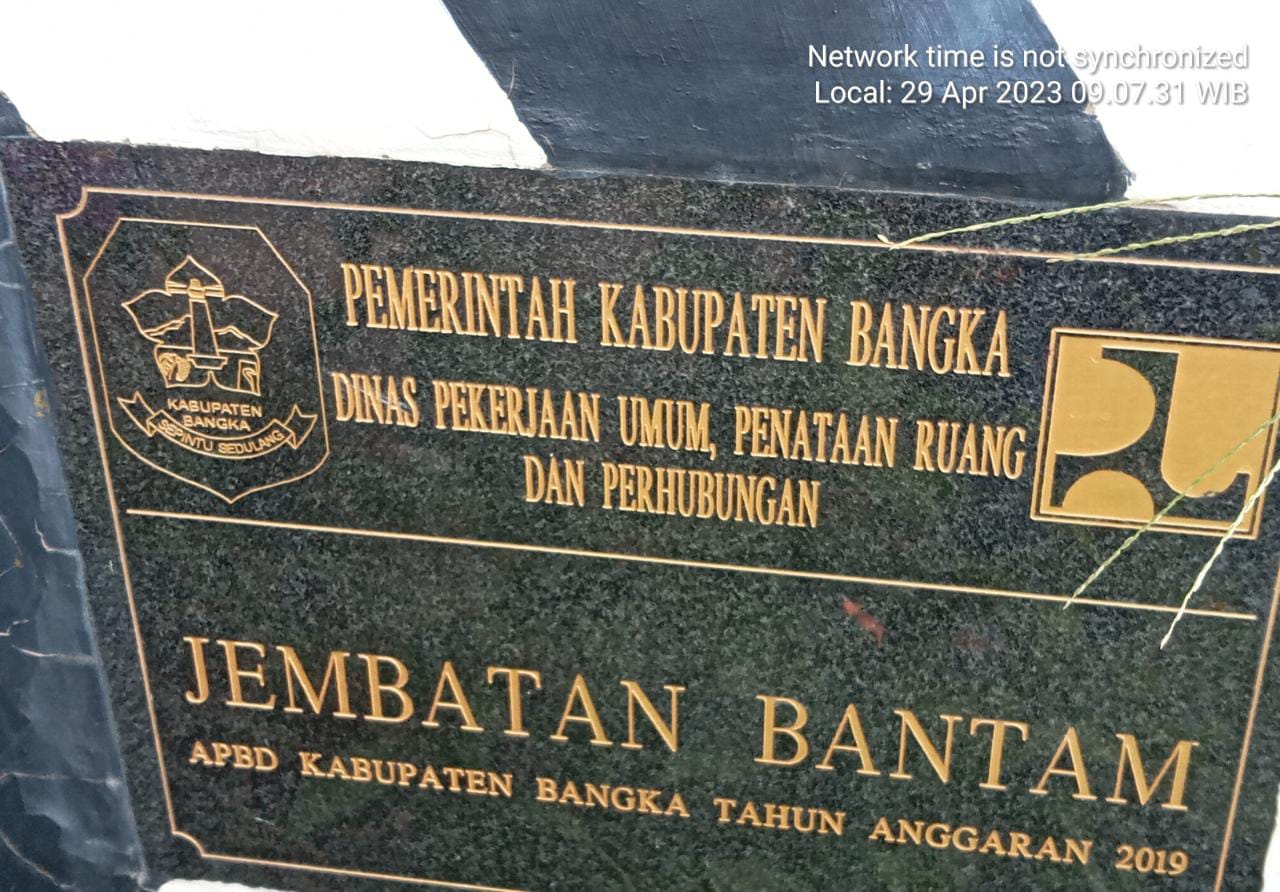 Network time is not synchronized
Local: 29 Apr 2023 09.07.31 WIB
PEMERINTAH KABUPATEN BANGKA
DINAS PEKERJAAN UMUM, PENATAAN RUANG
DAN PERHUBUNGAN
KABUPATEN
BANGKA
SEPINTU SEDULANG
JEMBATAN BANTAM
APBD KABUPATEN BANGKA TAHUN ANGGARAN 2019